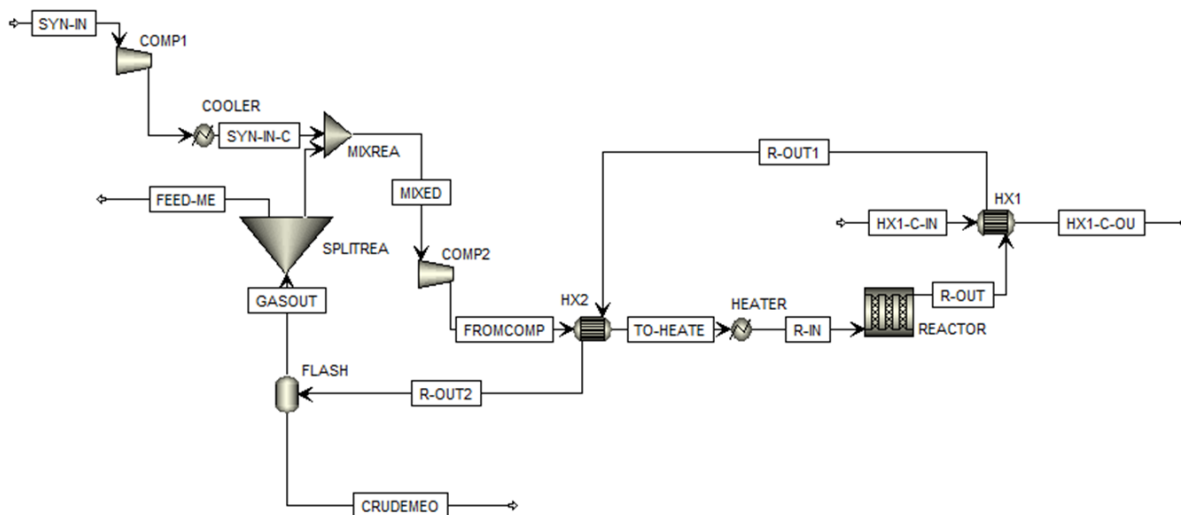 SYN-IN
COMP1
COOLER
SYN-IN-C
MIXREA
R-OUT1
FEED-ME
MIXED
HX1
HX1-C-IN
HX1-C-OU
SPLITREA
COMP2
GASOUT
HX2
HEATER
R-OUT
FROMCOMP
TO-HEATE
R-IN
REACTOR
FLASH
R-OUT2
CRUDEMEO